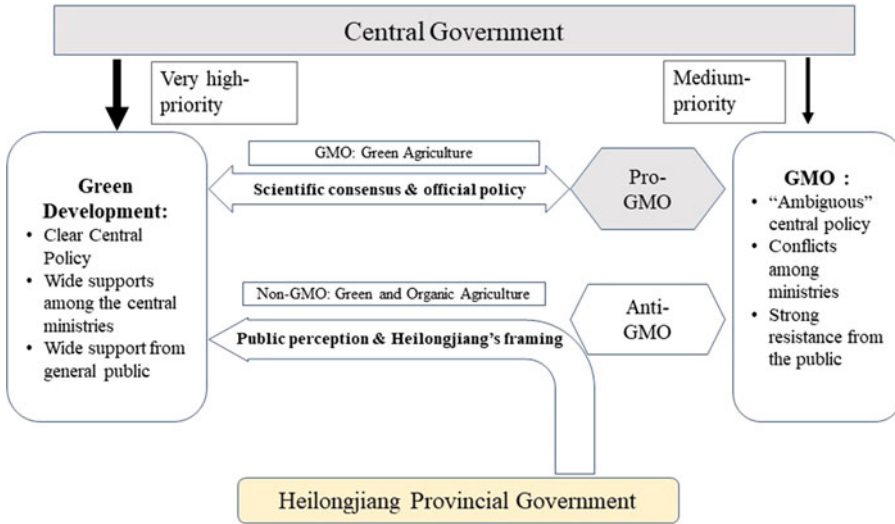 Central Government
Very high-
priority
Medium-
priority
Green
Development:
• Clear Central
Policy
• Wide supports
among the central
ministries
• Wide support from
general public
GMO: Green Agriculture
Scientific consensus & official policy
Pro-
GMO
Non-GMO: Green and Organic Agriculture
Public perception & Heilongjiang's framing
Anti-
GMO
GMO :
• “Ambiguous”
central policy
• Conflicts
among
ministries
• Strong
resistance from
the public
Heilongjiang Provincial Government